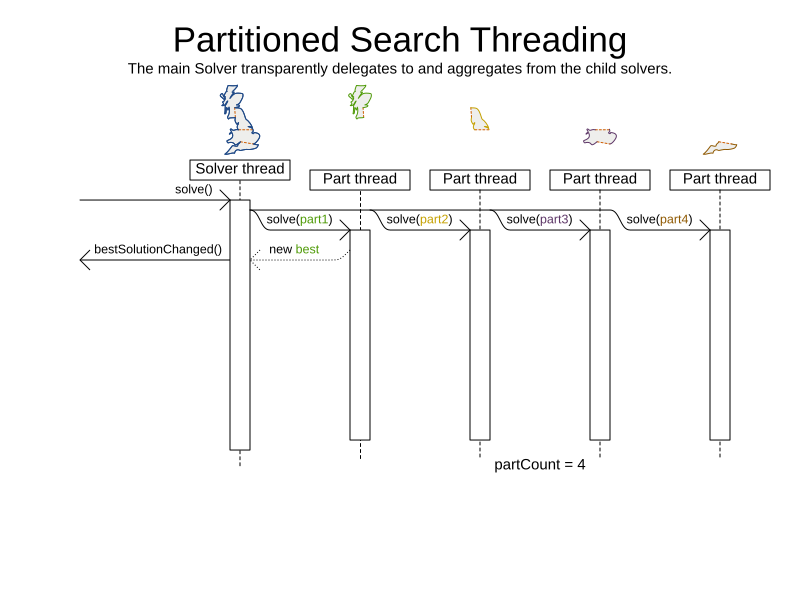 Partitioned Search Threading
The main Solver transparently delegates to and aggregates from the child solvers.
Solver thread
Part thread
Part thread
Part thread
Part thread
solve()
solve(part1)
solve(part2)
solve(part3)
solve(part4)
bestSolutionChanged()
new best
partCount = 4